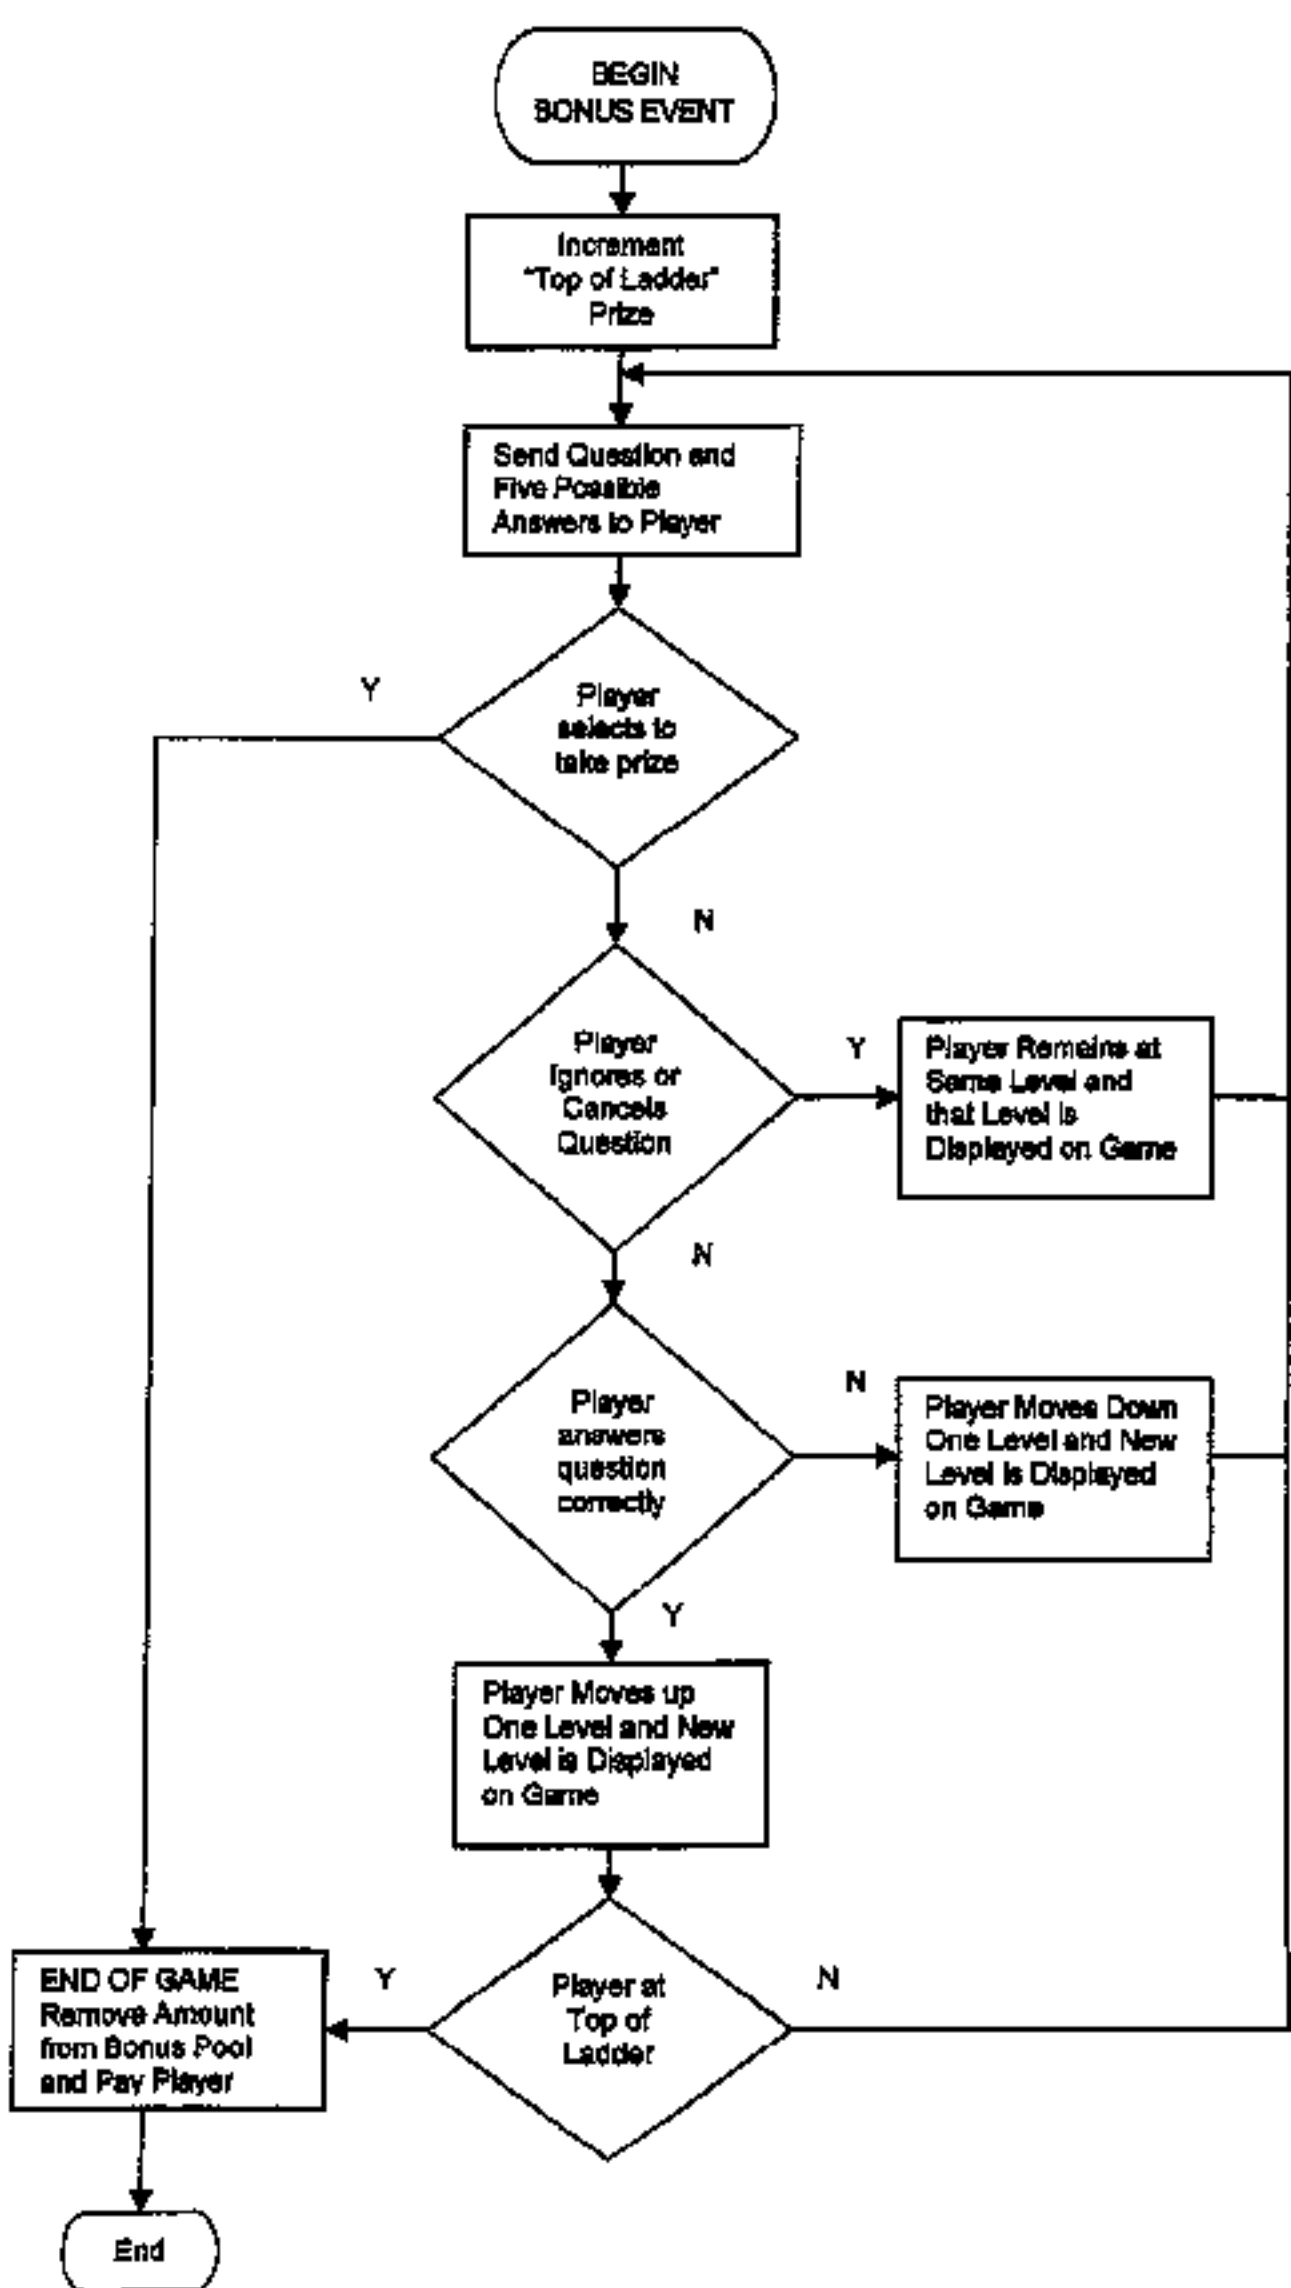 BEGIN
BONUS EVENT
Increment
"Top of Ladder"
Prize
Send Question and
Five Possible
Answers to Player
Y
Player
selects to
take prize
N
Player
Ignores or
Cancels
Question
Y
Player Remains at
Same Level and
that Level is
Displayed on Game
N
Player
answers
question
correctly
N
Player Moves Down
One Level and New
Level is Displayed
on Game
Y
Player Moves up
One Level and New
Level is Displayed
on Game
END OF GAME
Remove Amount
from Bonus Pool
and Pay Player
Y
Player at
Top of
Ladder
N
End